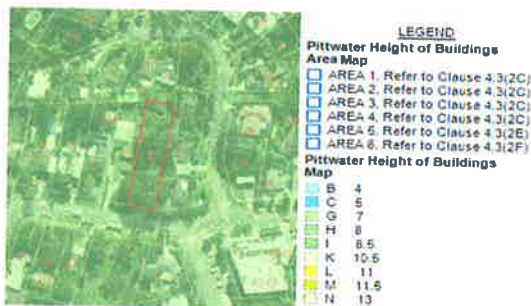 LEGEND
Pittwater Height of Buildings
Area Map
AREA 1, Refer to Clause 4.3(2C)
AREA 2, Refer to Clause 4.3(2C)
AREA 3, Refer to Clause 4.3(2C)
AREA 4, Refer to Clause 4.3(2C)
AREA 5, Refer to Clause 4.3(2E)
AREA 6, Refer to Clause 4.3(2F)
Pittwater Height of Buildings
Map
B 4
C 5
G 7
H 8
I 8.5
K 10.5
L 11
M 11.5
N 13